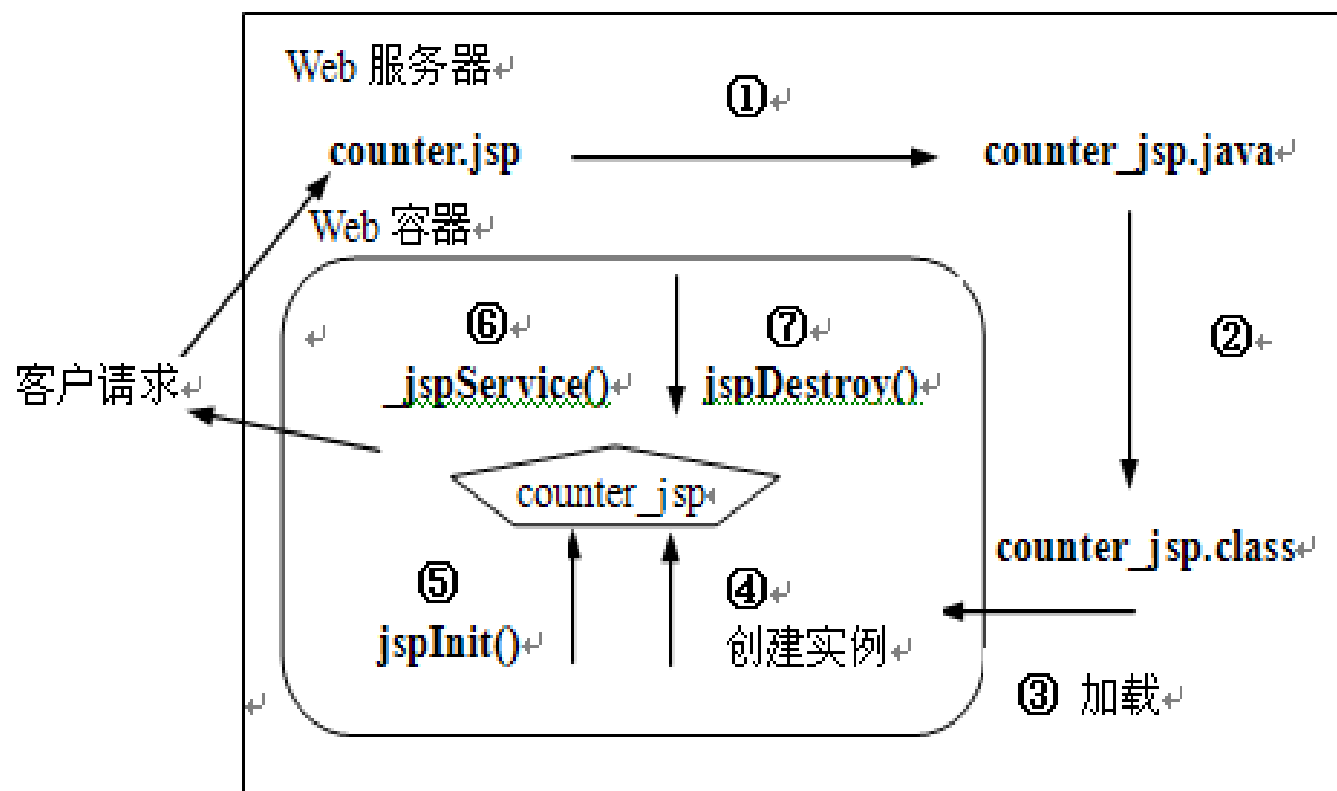 Web 服务器
①
counter.jsp
counter_jsp.java
Web 容器
⑥
⑦
②
客户请求
_jspService()
jspDestroy()
counter_jsp
counter_jsp.class
⑤
④
jspInit()
创建实例
③ 加载